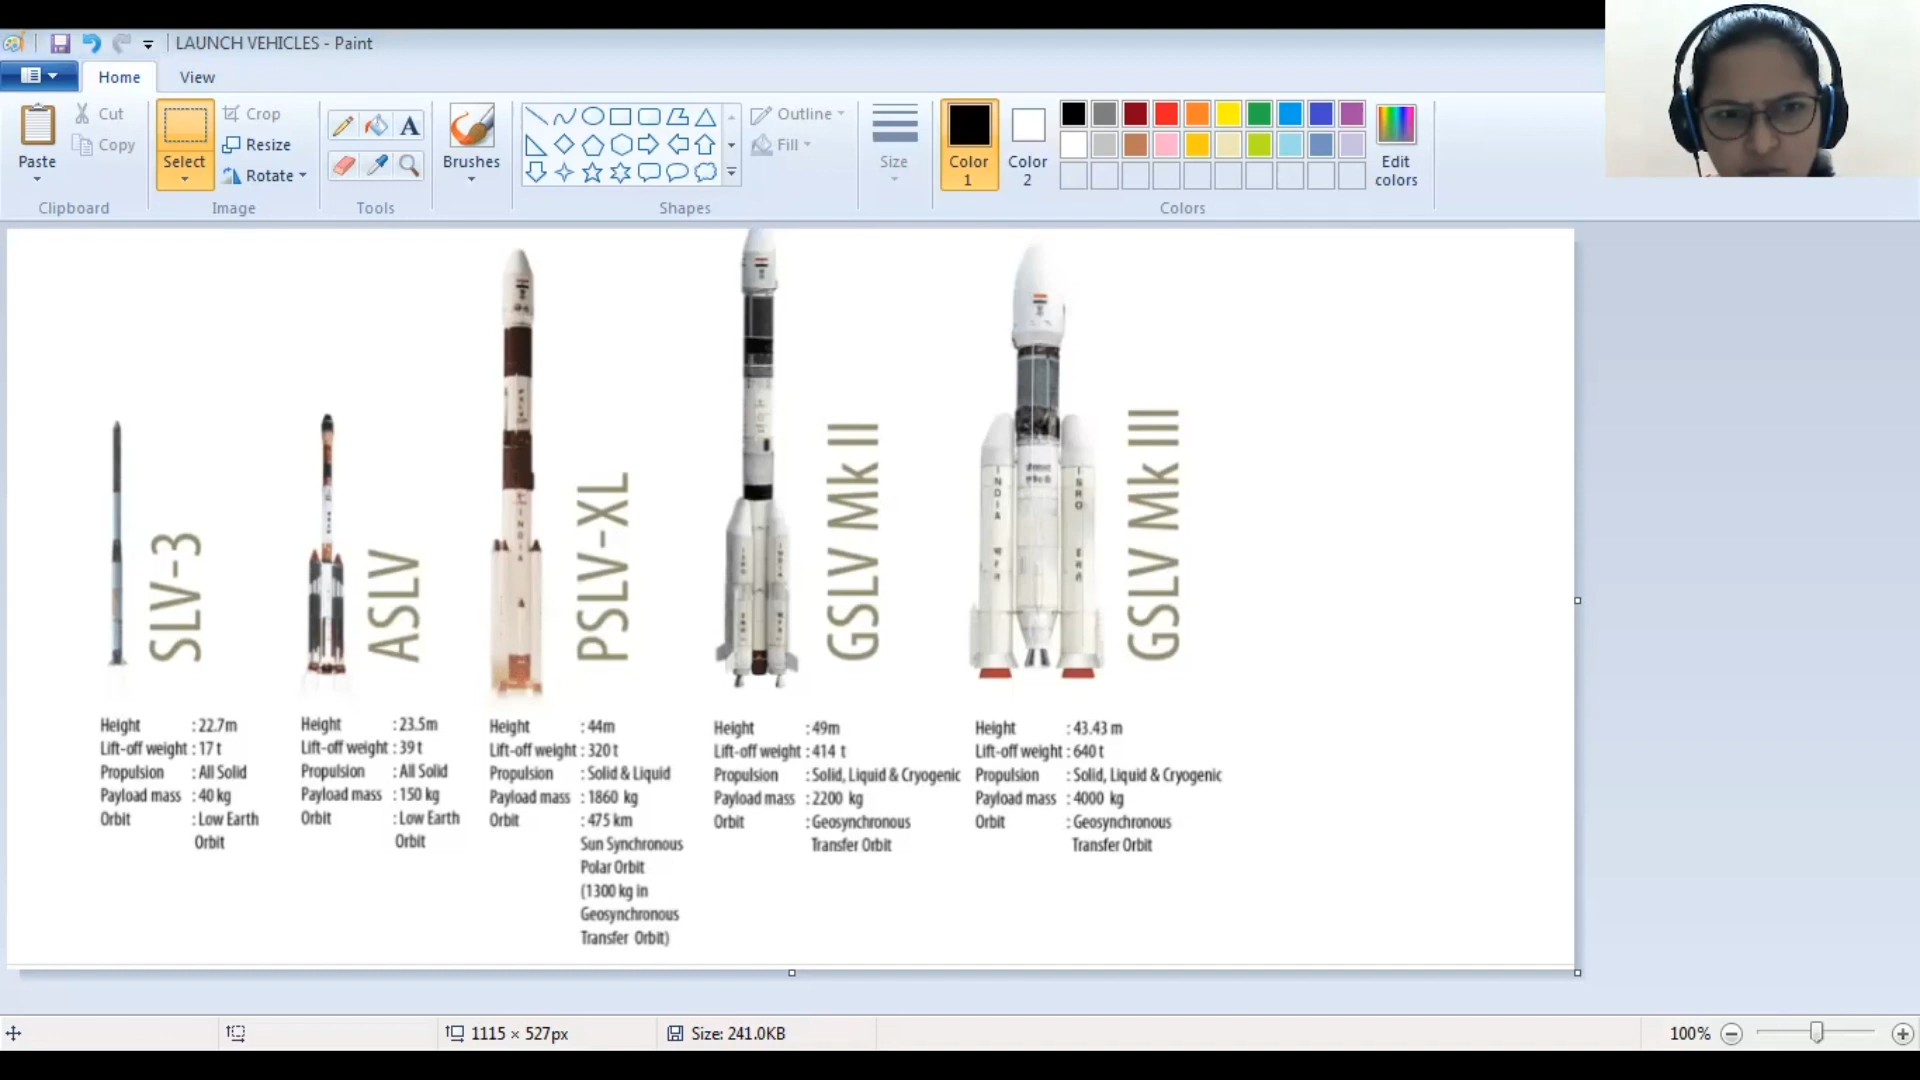 LAUNCH VEHICLES - Paint
Home View
Paste
Cut
Copy
Clipboard
Select
Crop
Resize
Rotate
Image
A
Tools
Brushes
Shapes
Outline
Fill
Size
Color 1
Color 2
Edit colors
Colors
SLV-3
ASLV
PSLV-XL
GSLV Mk II
GSLV Mk III
INDIA
INDIA
ISRO
Height : 22.7m
Lift-off weight : 17 t
Propulsion : All Solid
Payload mass : 40 kg
Orbit : Low Earth
Orbit
Height : 23.5m
Lift-off weight : 39 t
Propulsion : All Solid
Payload mass : 150 kg
Orbit : Low Earth
Orbit
Height : 44m
Lift-off weight : 320 t
Propulsion : Solid & Liquid
Payload mass : 1860 kg
Orbit : 475 km
Sun Synchronous
Polar Orbit
(1300 kg in
Geosynchronous
Transfer Orbit)
Height : 49m
Lift-off weight : 414 t
Propulsion : Solid, Liquid & Cryogenic
Payload mass : 2200 kg
Orbit : Geosynchronous
Transfer Orbit
Height : 43.43 m
Lift-off weight : 640 t
Propulsion : Solid, Liquid & Cryogenic
Payload mass : 4000 kg
Orbit : Geosynchronous
Transfer Orbit
1115 × 527px
Size: 241.0KB
100%